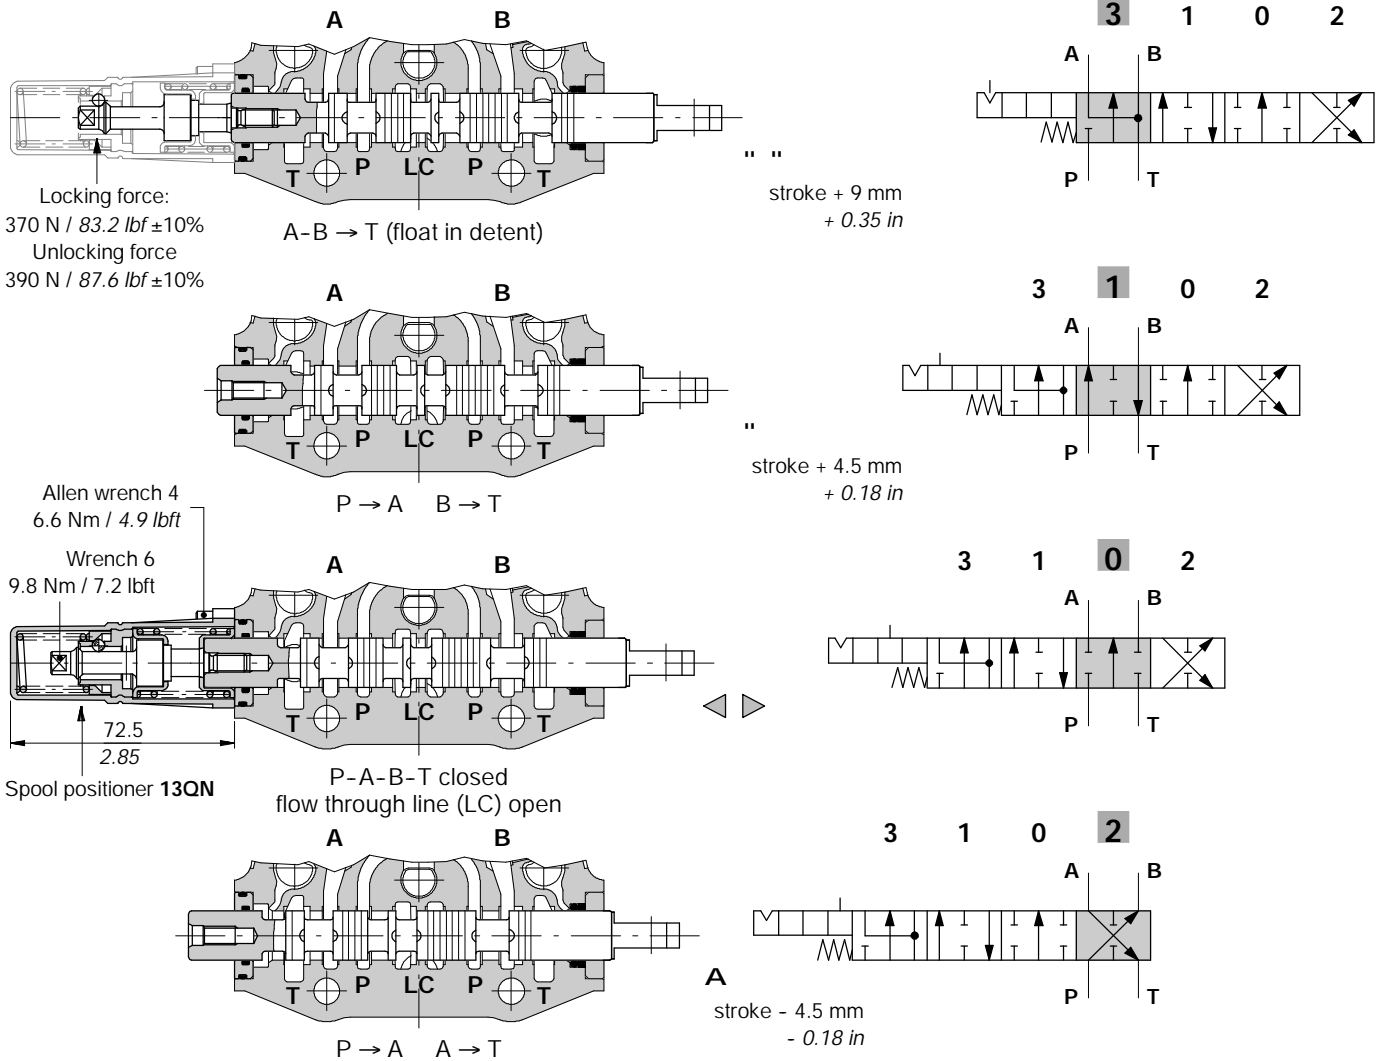 A B
3 1 0 2
A B
T P LC P T
" "
Locking force:
370 N / 83.2 lbf ±10%
Unlocking force
390 N / 87.6 lbf ±10%
A-B → T (float in detent)
stroke + 9 mm
+ 0.35 in
P T
A B
3 1 0 2
A B
T P LC P T
"
P → A B → T
stroke + 4.5 mm
+ 0.18 in
P T
Allen wrench 4
6.6 Nm / 4.9 lbft
Wrench 6
9.8 Nm / 7.2 lbft
A B
3 1 0 2
A B
T P LC P T
72.5
2.85
Spool positioner 13QN
P-A-B-T closed
flow through line (LC) open
P T
A B
3 1 0 2
A B
T P LC P T
A
P → A A → T
stroke - 4.5 mm
- 0.18 in
P T